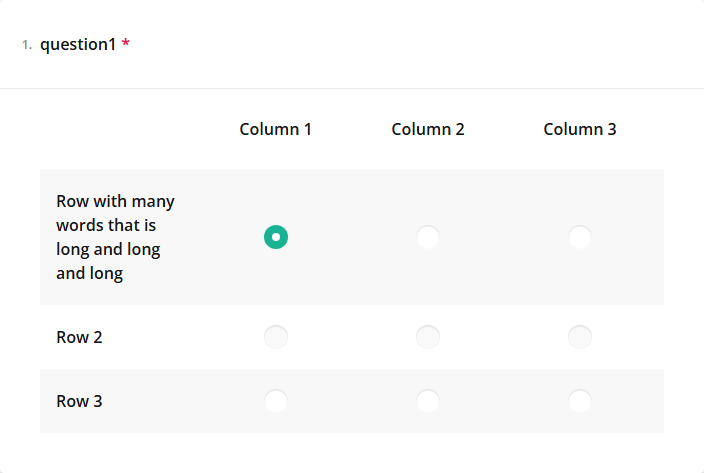 1. question1 *
Column 1 Column 2 Column 3
Row with many
words that is
long and long
and long
Row 2
Row 3